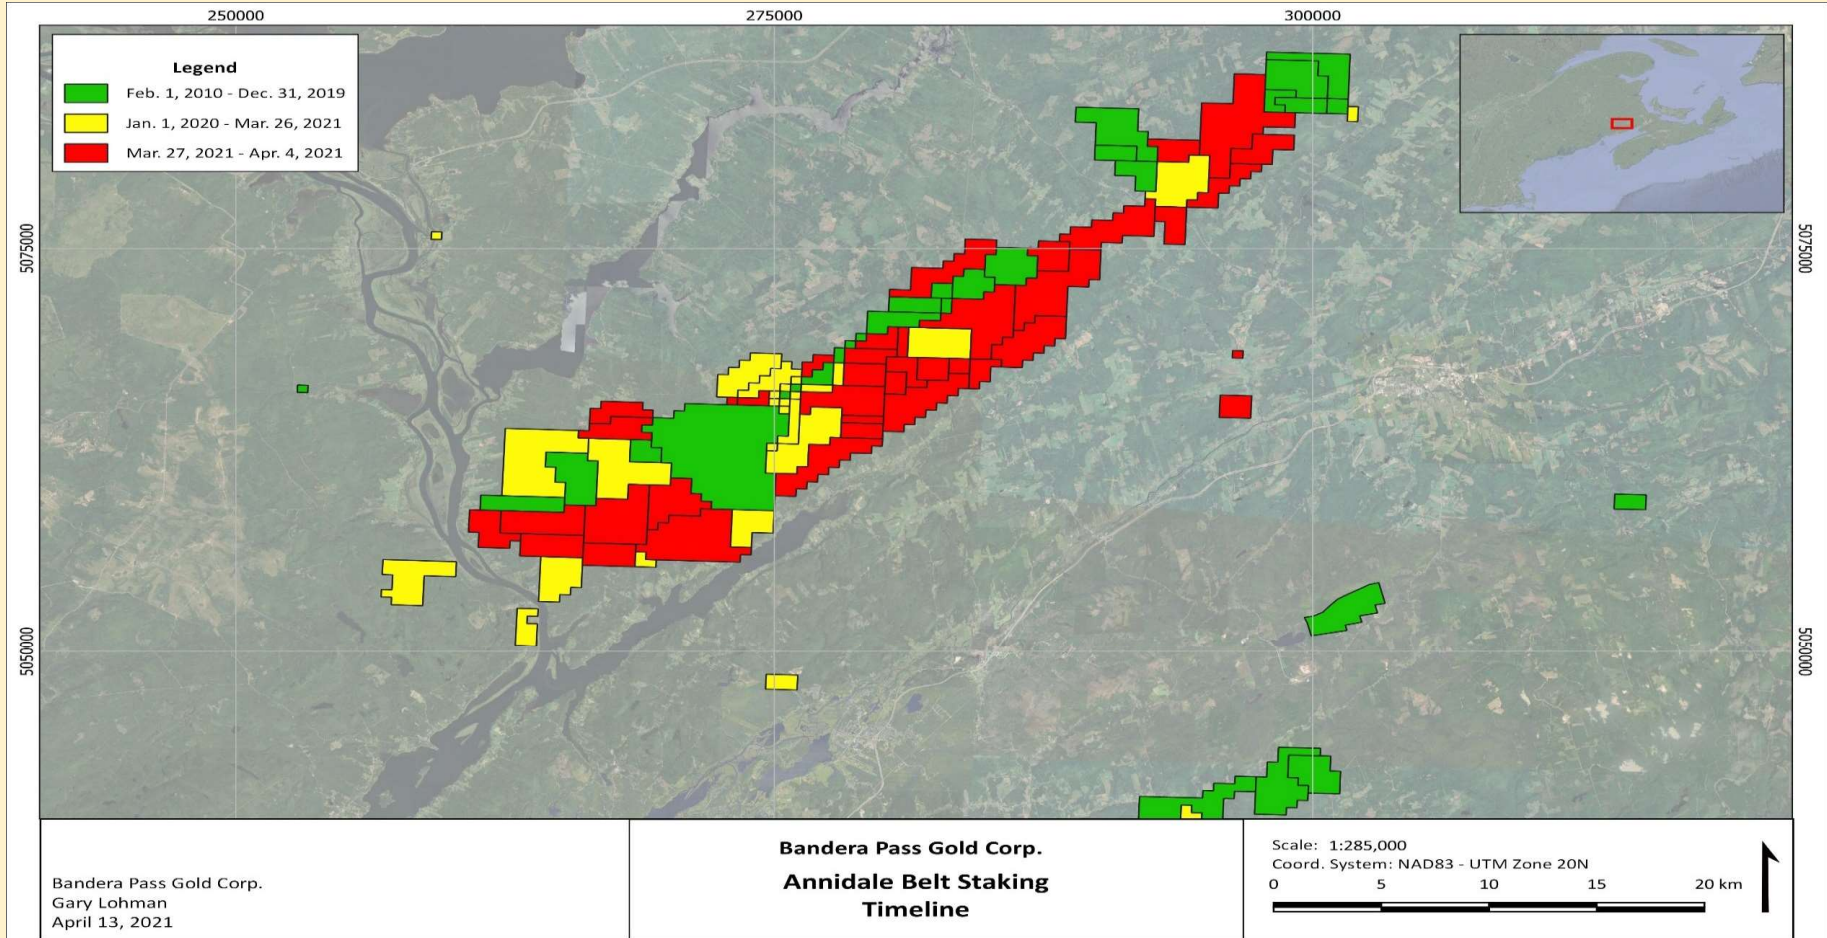 250000 275000 300000
Legend
Feb. 1, 2010 - Dec. 31, 2019
Jan. 1, 2020 - Mar. 26, 2021
Mar. 27, 2021 - Apr. 4, 2021
5075000 5075000
5050000 5050000
Bandera Pass Gold Corp.
Gary Lohman
April 13, 2021
Bandera Pass Gold Corp.
Annidale Belt Staking
Timeline
Scale: 1:285,000
Coord. System: NAD83 - UTM Zone 20N
0 5 10 15 20 km